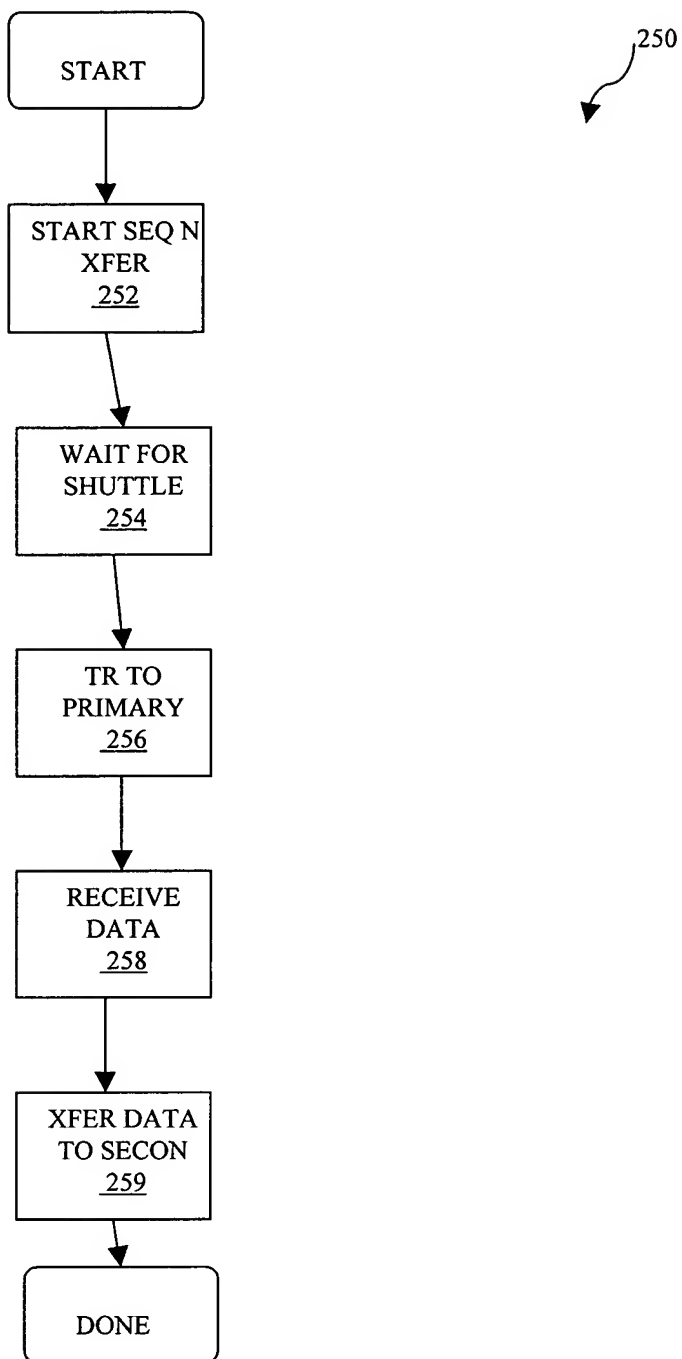 START
250
START SEQ N
XFER
252
WAIT FOR
SHUTTLE
254
TR TO
PRIMARY
256
RECEIVE
DATA
258
XFER DATA
TO SECON
259
DONE